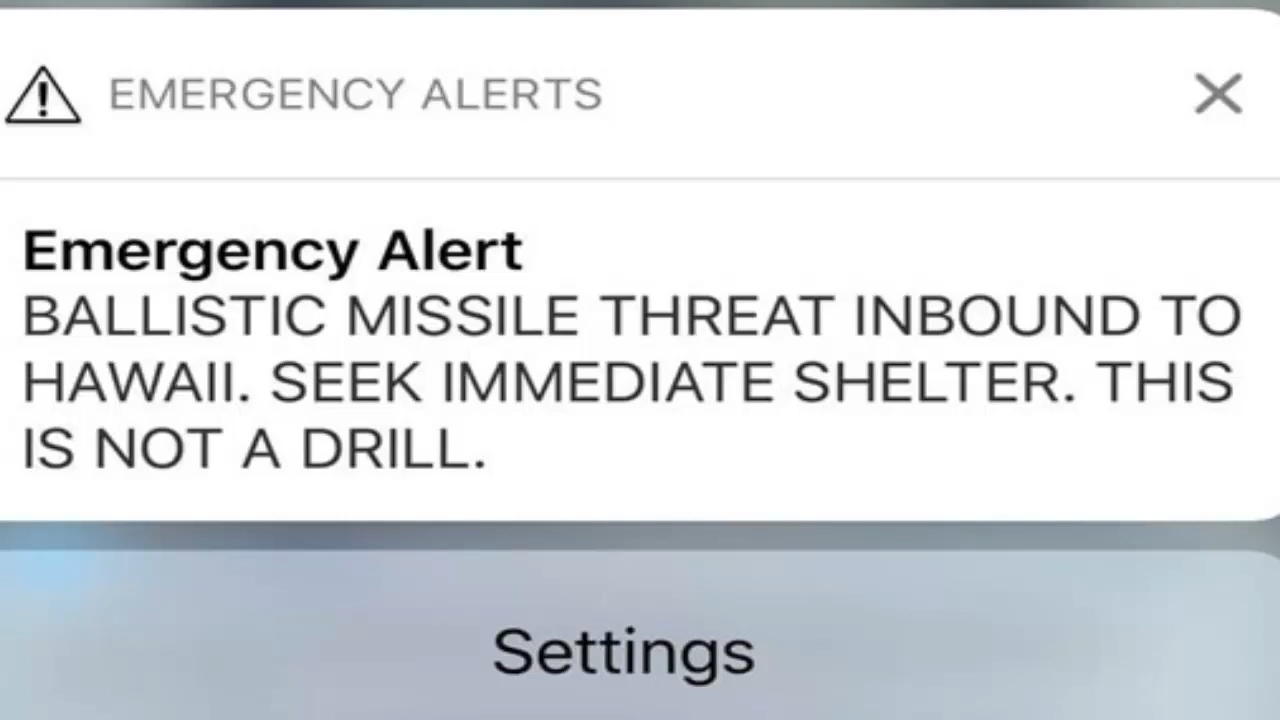 EMERGENCY ALERTS
Emergency Alert
BALLISTIC MISSILE THREAT INBOUND TO
HAWAII. SEEK IMMEDIATE SHELTER. THIS
IS NOT A DRILL.
Settings